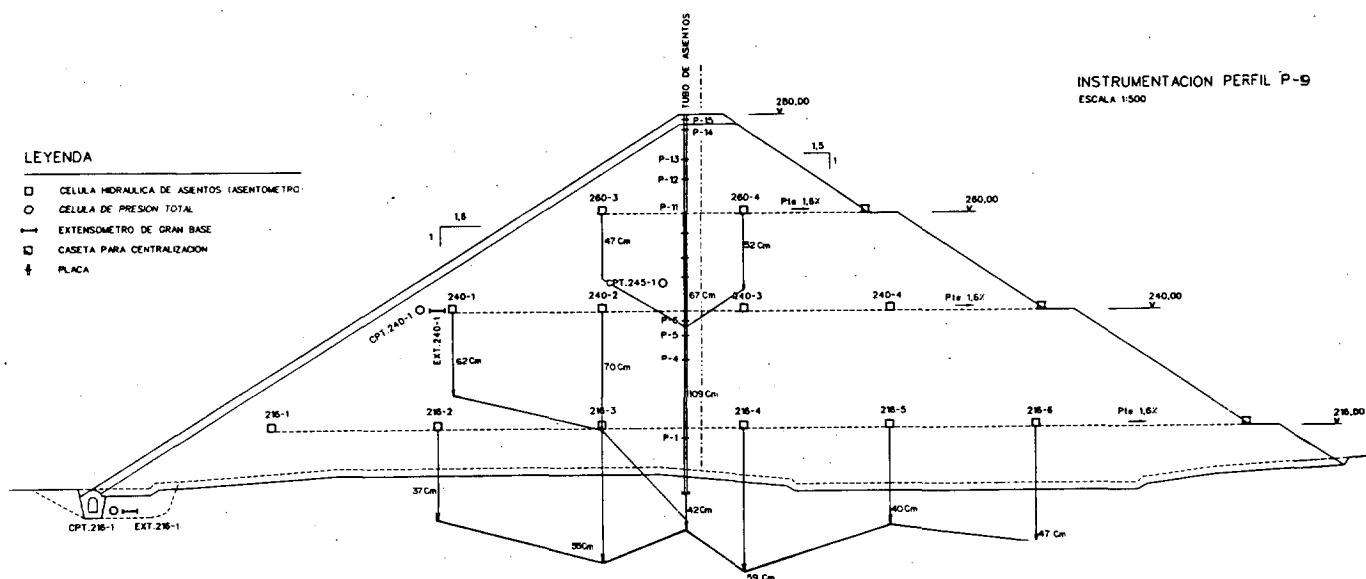 TUBO DE ASIENTOS
INSTRUMENTACION PERFIL P-9
ESCALA 1:500
280,00
P-15
P-14
1,5
1
P-13
P-12
LEYENDA
CELULA HIDRAULICA DE ASIENTOS (ASENTOMETRO
CELULA DE PRESION TOTAL
EXTENSOMETRO DE GRAN BASE
CASETA PARA CENTRALIZACION
PLACA
1,6
1
260-3
P-11
260-4
Pte 1,6%
260,00
47 Cm
52 Cm
CPT.245-1
67 Cm
240-1
240-2
240-3
240-4
Pte 1,6%
240,00
CPT.240-1
EXT.240-1
P-6
P-5
P-4
62 Cm
70 Cm
109 Cm
216-1
216-2
216-3
216-4
216-5
216-6
Pte 1,6%
216,00
P-1
37 Cm
42 Cm
40 Cm
47 Cm
59 Cm
CPT.216-1
EXT.216-1